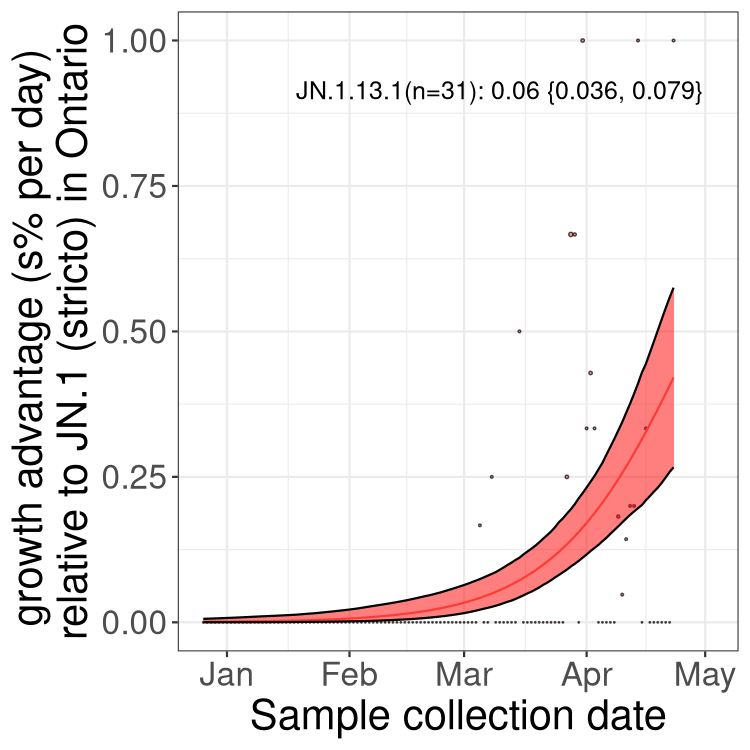 growth advantage (s% per day)
relative to JN.1 (stricto) in Ontario
1.00
0.75
0.50
0.25
0.00
JN.1.13.1(n=31): 0.06 {0.036, 0.079}
Jan Feb Mar Apr May
Sample collection date